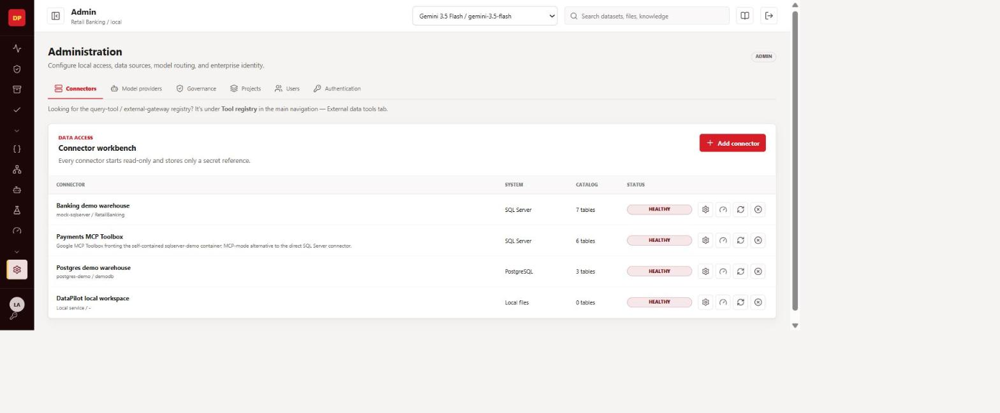 DP
Admin
Retail Banking / local
Gemini 3.5 Flash / gemini-3.5-flash
Search datasets, files, knowledge
Administration
Configure local access, data sources, model routing, and enterprise identity.
ADMIN
Connectors
Model providers
Governance
Projects
Users
Authentication
Looking for the query-tool / external-gateway registry? It's under Tool registry in the main navigation — External data tools tab.
DATA ACCESS
Connector workbench
Every connector starts read-only and stores only a secret reference.
Add connector
CONNECTOR SYSTEM CATALOG STATUS
Banking demo warehouse
mock-sqlserver / RetailBanking
SQL Server 7 tables HEALTHY
Payments MCP Toolbox
Google MCP Toolbox fronting the self-contained sqlserver-demo container; MCP-mode alternative to the direct SQL Server connector.
SQL Server 6 tables HEALTHY
Postgres demo warehouse
postgres-demo / demodb
PostgreSQL 3 tables HEALTHY
DataPilot local workspace
Local service / -
Local files 0 tables HEALTHY
LA